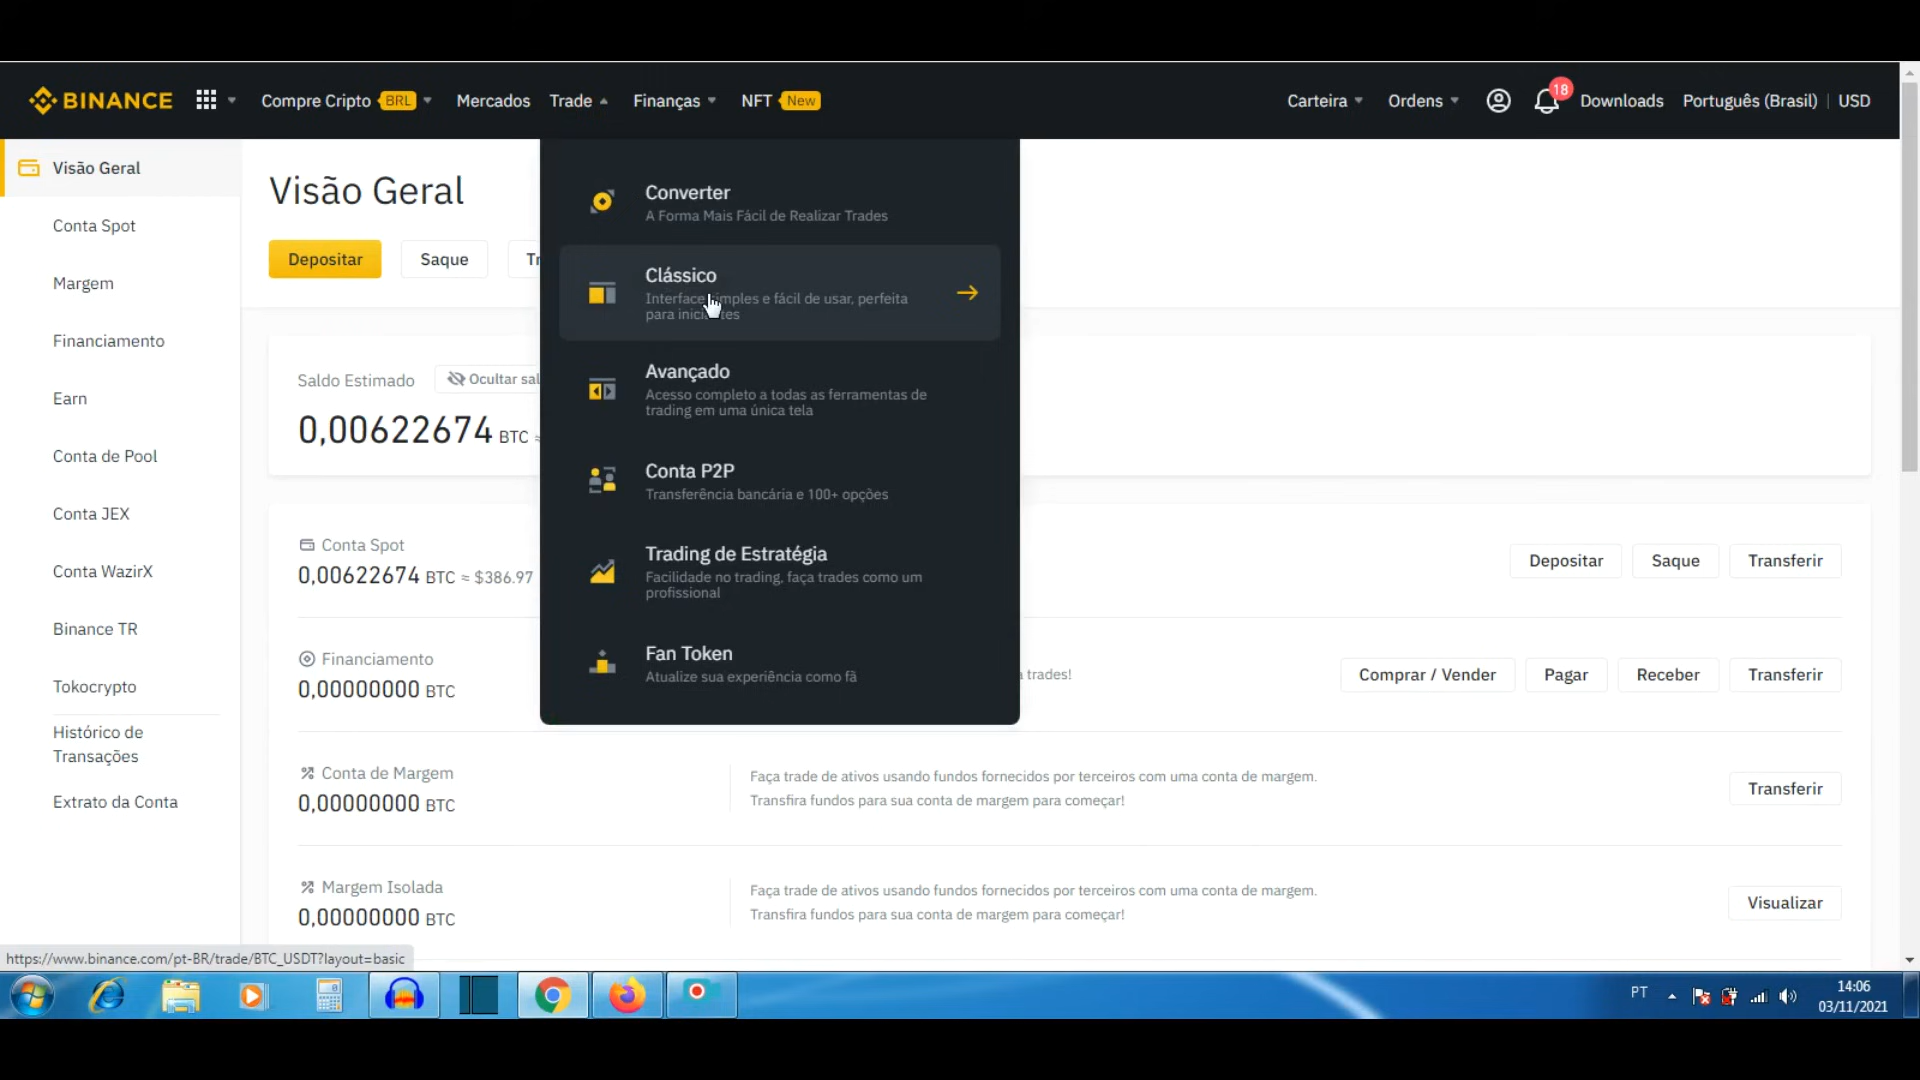 BINANCE
Compre Cripto BRL
Mercados
Trade
Finanças
NFT New
Carteira
Ordens
18
Downloads
Português (Brasil) | USD
Visão Geral
Conta Spot
Margem
Financiamento
Earn
Conta de Pool
Conta JEX
Conta WazirX
Binance TR
Tokocrypto
Histórico de
Transações
Extrato da Conta
Visão Geral
Depositar
Saque
Tr
Saldo Estimado
Ocultar sal
0,00622674 BTC ≈
Converter
A Forma Mais Fácil de Realizar Trades
Clássico
Interface simples e fácil de usar, perfeita
para iniciantes
Avançado
Acesso completo a todas as ferramentas de
trading em uma única tela
Conta P2P
Transferência bancária e 100+ opções
Trading de Estratégia
Facilidade no trading, faça trades como um
profissional
Fan Token
Atualize sua experiência como fã
Conta Spot
0,00622674 BTC ≈ $386.97
Depositar
Saque
Transferir
Financiamento
0,00000000 BTC
trades!
Comprar / Vender
Pagar
Receber
Transferir
Conta de Margem
0,00000000 BTC
Faça trade de ativos usando fundos fornecidos por terceiros com uma conta de margem.
Transfira fundos para sua conta de margem para começar!
Transferir
Margem Isolada
0,00000000 BTC
Faça trade de ativos usando fundos fornecidos por terceiros com uma conta de margem.
Transfira fundos para sua conta de margem para começar!
Visualizar
https://www.binance.com/pt-BR/trade/BTC_USDT?layout=basic
PT
14:06
03/11/2021